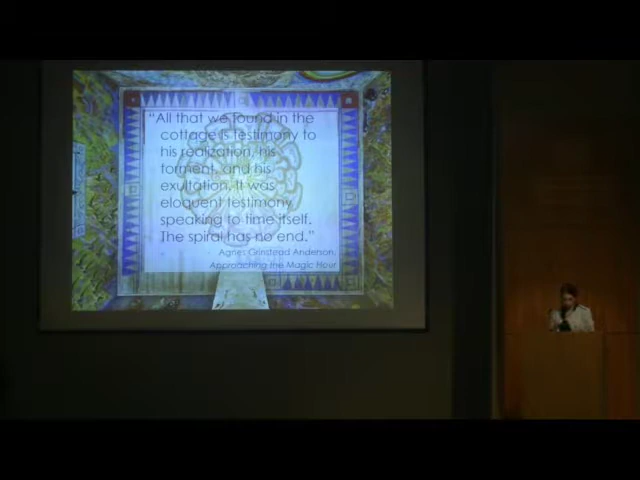 "All that we found in the
cottage is testimony to
his realization, his
torment, and his
exultation. It was
eloquent testimony
speaking to time itself.
The spiral has no end."
- Agnes Grinstead Anderson,
Approaching the Magic Hour